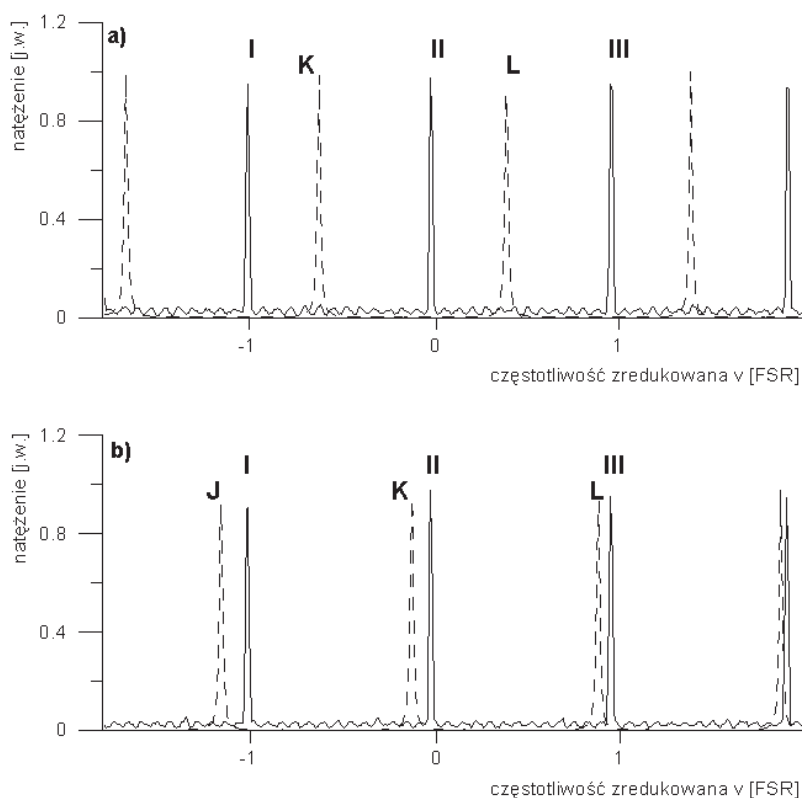 natężenie [j.w.]
a)
1.2
0.8
0.4
0
I
K
II
L
III
-1
0
1
częstotliwość zredukowana v [FSR]
natężenie [j.w.]
b)
1.2
0.8
0.4
0
J
I
K
II
L
III
-1
0
1
częstotliwość zredukowana v [FSR]